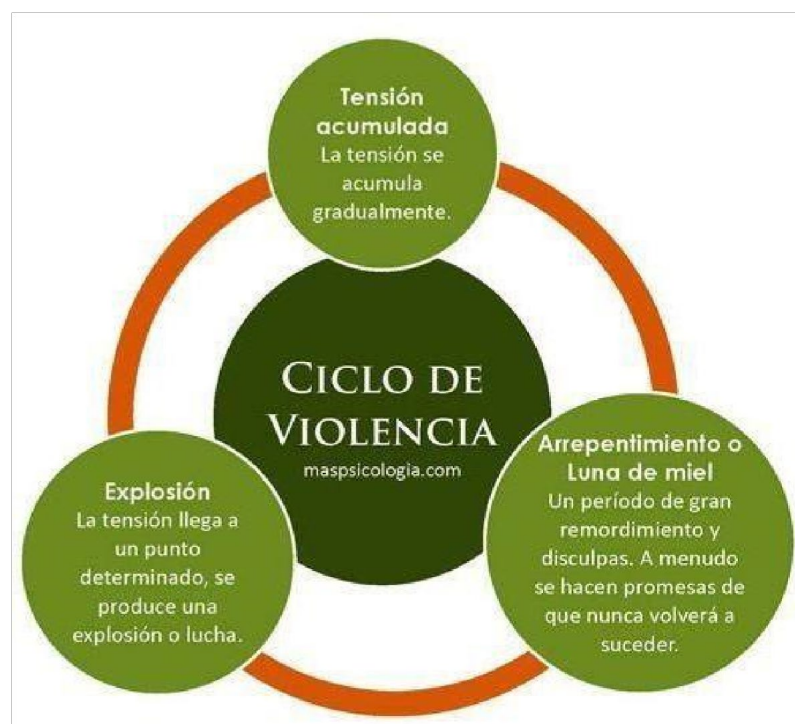 Tensión
acumulada
La tensión se
acumula
gradualmente.
CICLO DE
VIOLENCIA
maspsicologia.com
Arrepentimiento o
Luna de miel
Un período de gran
remordimiento y
disculpas. A menudo
se hacen promesas de
que nunca volverá a
suceder.
Explosión
La tensión llega a
un punto
determinado, se
produce una
explosión o lucha.